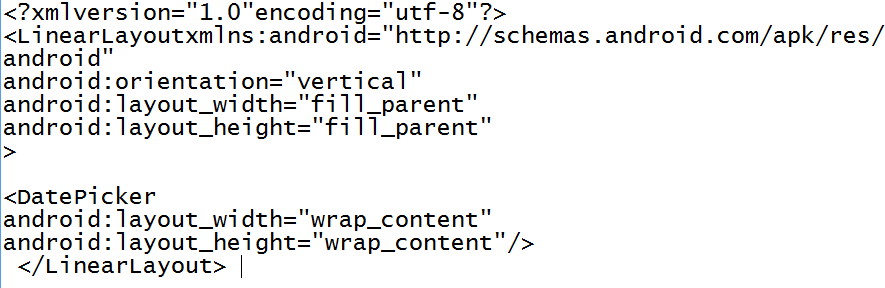 <?xmlversion="1.0"encoding="utf-8"?>
<LinearLayoutxmlns:android="http://schemas.android.com/apk/res/
android"
android:orientation="vertical"
android:layout_width="fill_parent"
android:layout_height="fill_parent"
>
<DatePicker
android:layout_width="wrap_content"
android:layout_height="wrap_content"/>
</LinearLayout>